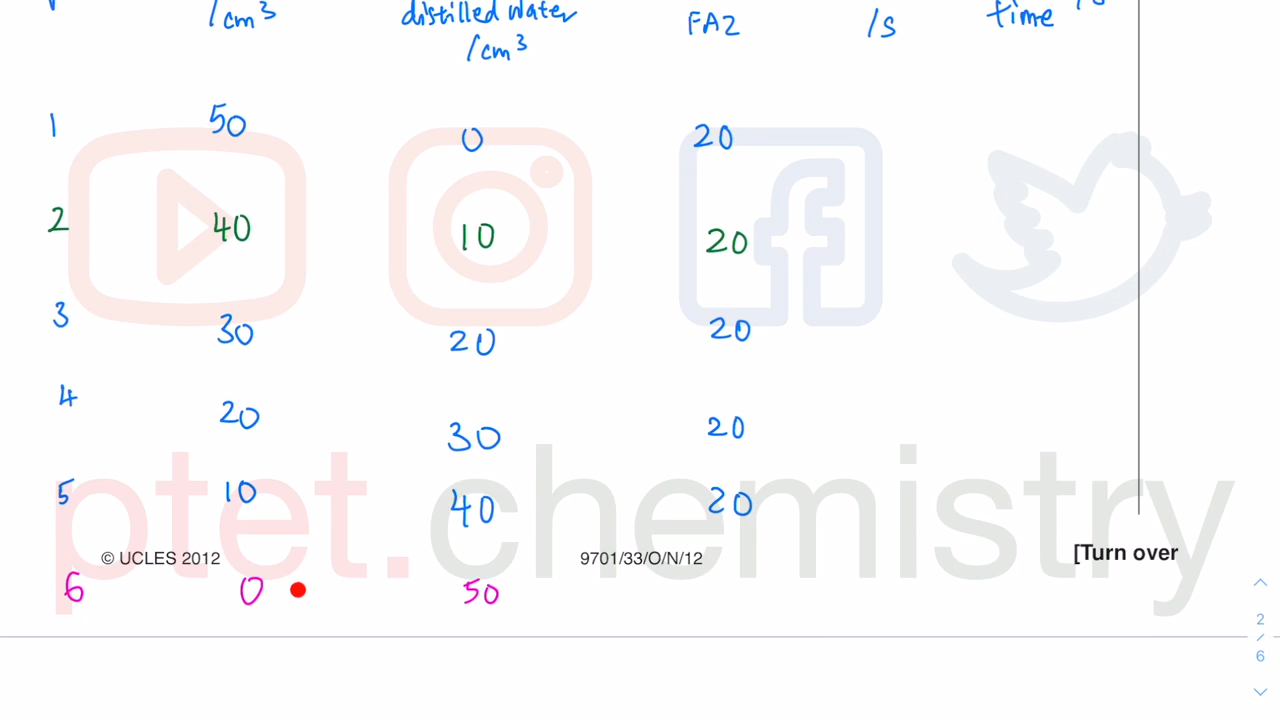 /cm³ distilled water FA2 /s time
/cm³
1 50 0 20
2 40 10 20
3 30 20 20
4 20 30 20
5 10 40 20
ptet.chemistry
© UCLES 2012 9701/33/O/N/12 [Turn over
6 0 50
2
/
6